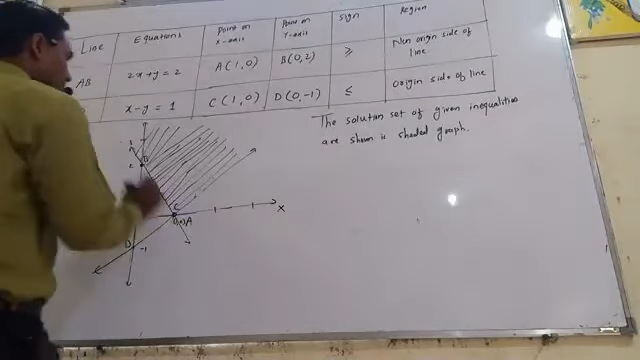 Line Equations Point on X-axis Point on Y-axis Sign Region
AB 2x+y=2 A(1,0) B(0,2) ≥ Non origin side of line
x-y=1 C(1,0) D(0,-1) ≤ Origin side of line
The solution set of given inequalities
are shown is shaded graph.
B
C
A
X
D
-1